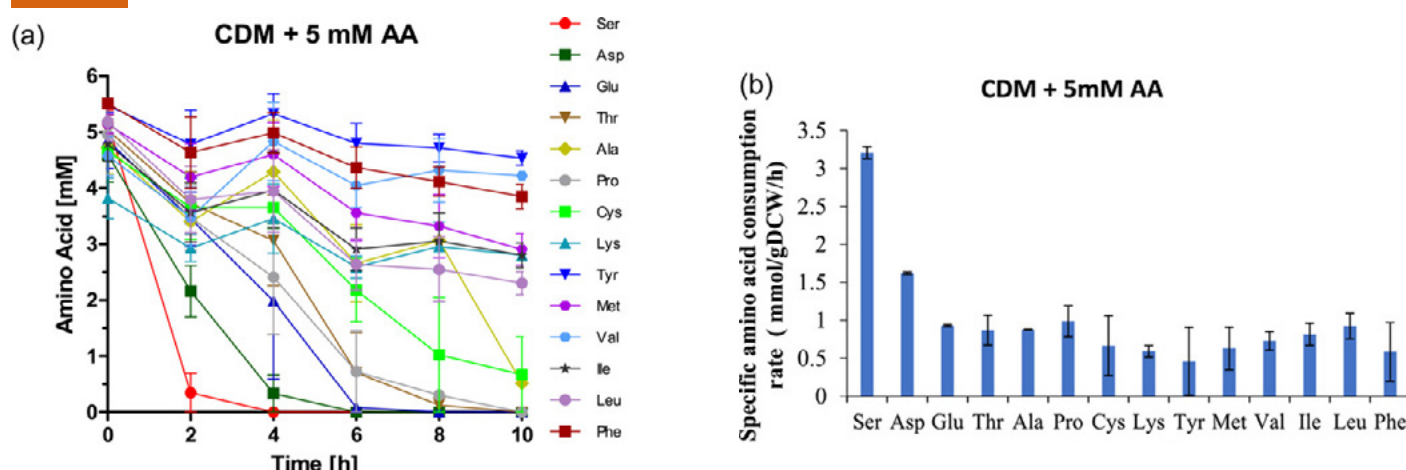 (a)
CDM + 5 mM AA
Amino Acid [mM]
6
5
4
3
2
1
0
0 2 4 6 8 10
Time [h]
Ser
Asp
Glu
Thr
Ala
Pro
Cys
Lys
Tyr
Met
Val
Ile
Leu
Phe
(b)
CDM + 5mM AA
Specific amino acid consumption
rate ( mmol/gDCW/h)
3.5
3
2.5
2
1.5
1
0.5
0
Ser Asp Glu Thr Ala Pro Cys Lys Tyr Met Val Ile Leu Phe